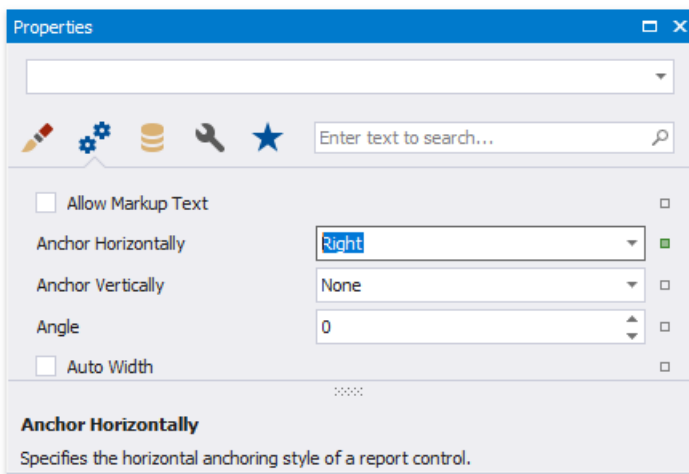 Properties
Enter text to search...
Allow Markup Text
Anchor Horizontally Right
Anchor Vertically None
Angle 0
Auto Width
Anchor Horizontally
Specifies the horizontal anchoring style of a report control.